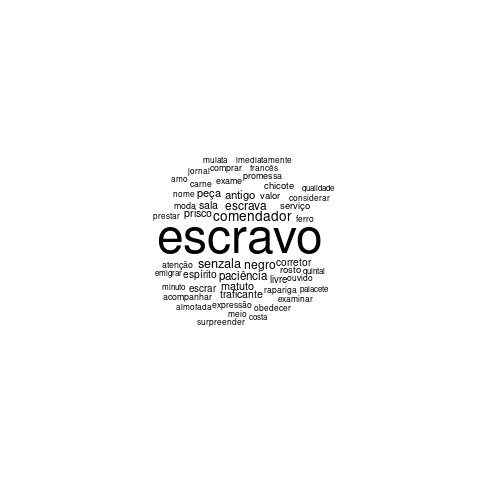 mulata imediatamente
jornal comprar francês
amo carne exame promessa
chicote qualidade
nome peça antigo valor considerar
moda sala escrava serviço
prestar prisco comendador ferro
escravo
atenção senzala negro corretor
emigrar espírito paciência livre rosto ouvido quintal
minuto escrar matuto rapariga palacete
acompanhar traficante examinar
almofada expressão obedecer
meio costa
surpreender